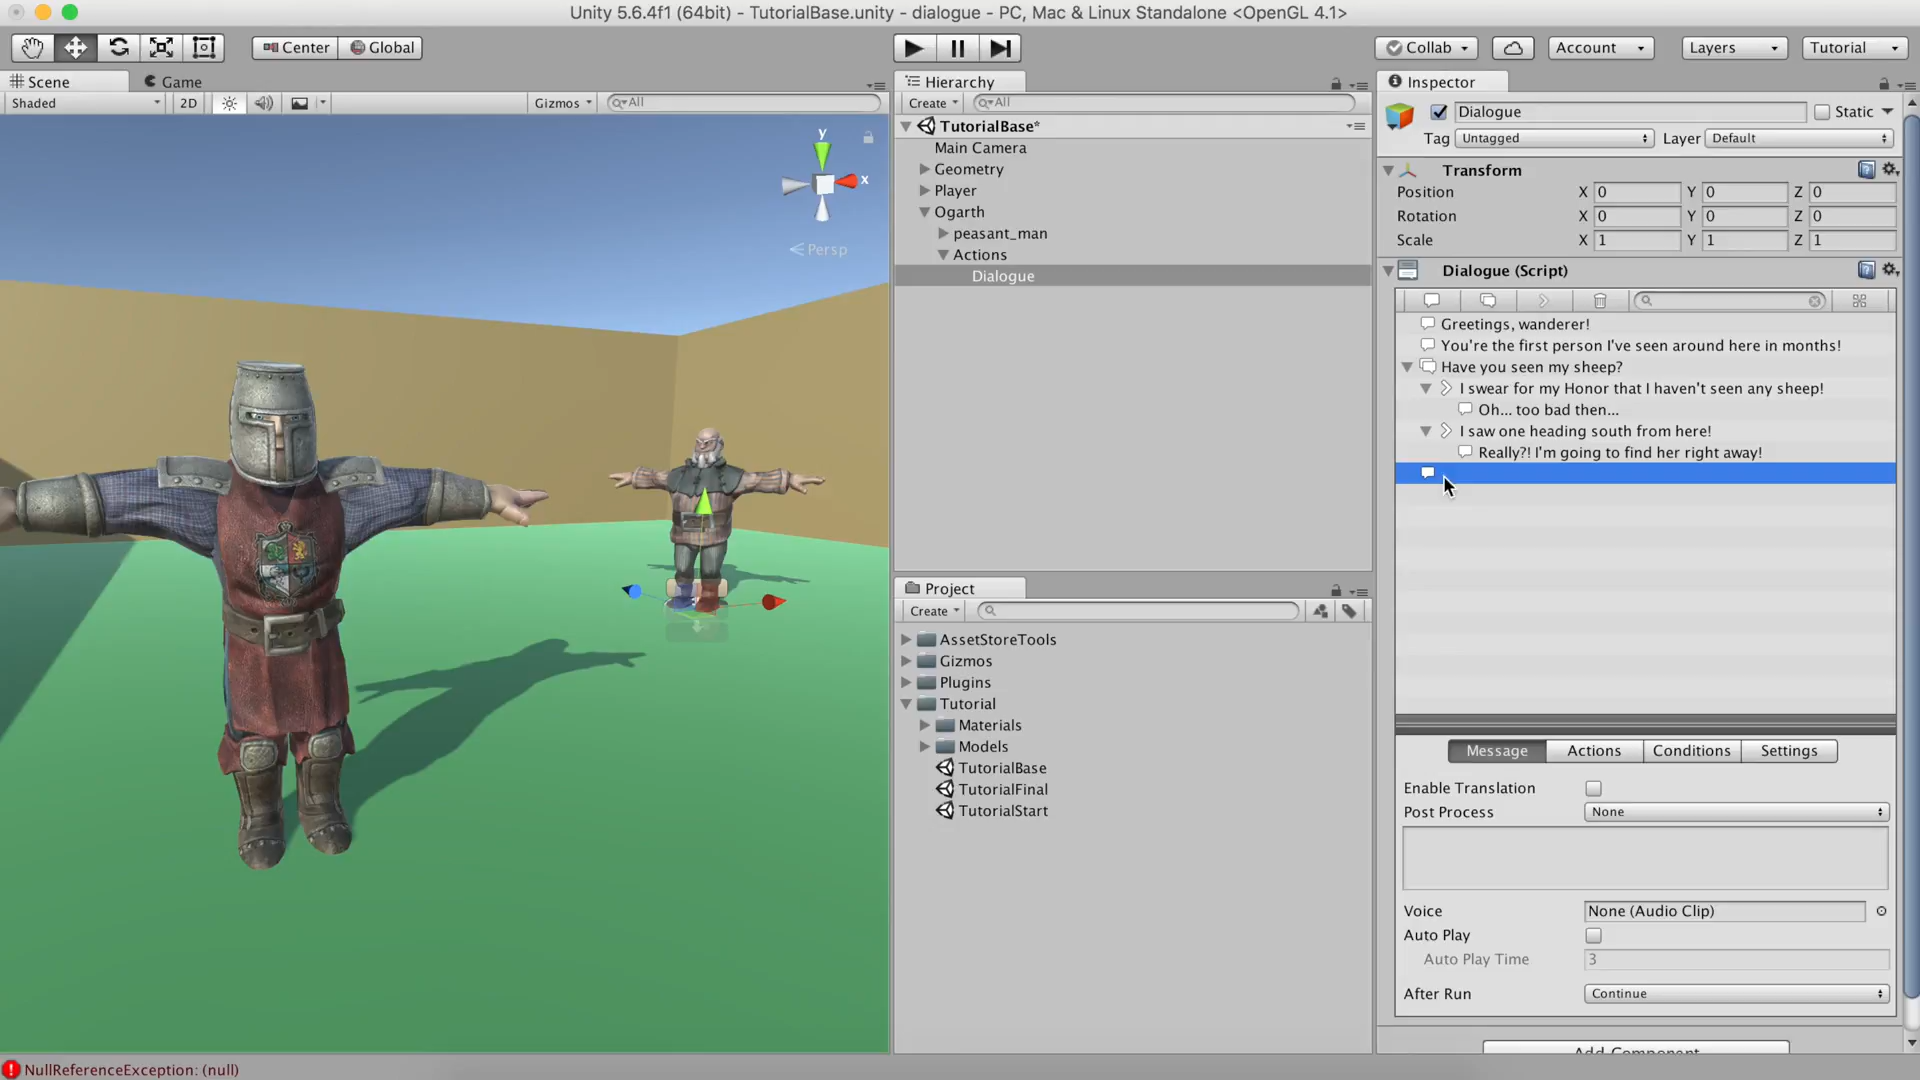 Unity 5.6.4f1 (64bit) - TutorialBase.unity - dialogue - PC, Mac & Linux Standalone <OpenGL 4.1>
Center Global Collab Account Layers Tutorial
Scene Game
Shaded 2D Gizmos All
y
x
Persp
Hierarchy
Create All
TutorialBase*
Main Camera
Geometry
Player
Ogarth
peasant_man
Actions
Dialogue
Project
Create
AssetStoreTools
Gizmos
Plugins
Tutorial
Materials
Models
TutorialBase
TutorialFinal
TutorialStart
Inspector
Dialogue Static
Tag Untagged Layer Default
Transform
Position X 0 Y 0 Z 0
Rotation X 0 Y 0 Z 0
Scale X 1 Y 1 Z 1
Dialogue (Script)
Greetings, wanderer!
You're the first person I've seen around here in months!
Have you seen my sheep?
I swear for my Honor that I haven't seen any sheep!
Oh... too bad then...
I saw one heading south from here!
Really?! I'm going to find her right away!
Message Actions Conditions Settings
Enable Translation
Post Process None
Voice None (Audio Clip)
Auto Play
Auto Play Time 3
After Run Continue
Add Component
NullReferenceException: (null)